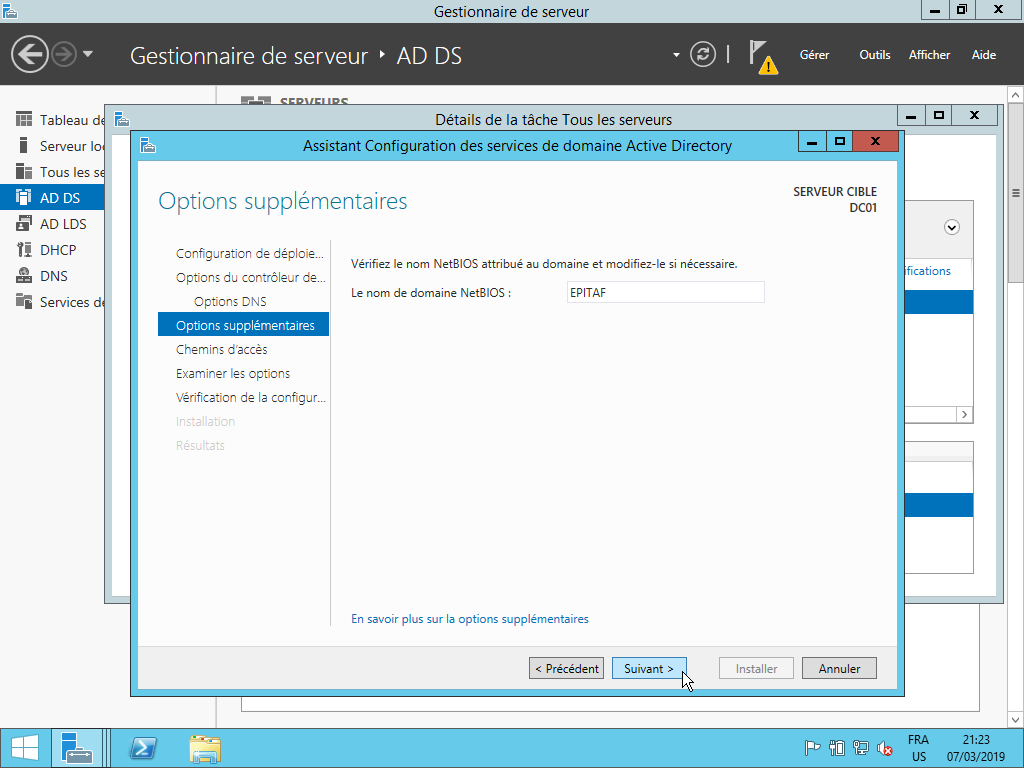 Gestionnaire de serveur
Gestionnaire de serveur ‣ AD DS
Gérer
Outils
Afficher
Aide
SERVEURS
Tableau de
Serveur loc
Tous les se
AD DS
AD LDS
DHCP
DNS
Services de
Détails de la tâche Tous les serveurs
Assistant Configuration des services de domaine Active Directory
Options supplémentaires
SERVEUR CIBLE
DC01
Configuration de déploie...
Options du contrôleur de...
Options DNS
Options supplémentaires
Chemins d'accès
Examiner les options
Vérification de la configur...
Installation
Résultats
Vérifiez le nom NetBIOS attribué au domaine et modifiez-le si nécessaire.
Le nom de domaine NetBIOS :
EPITAF
ifications
En savoir plus sur la options supplémentaires
< Précédent
Suivant >
Installer
Annuler
FRA
US
21:23
07/03/2019